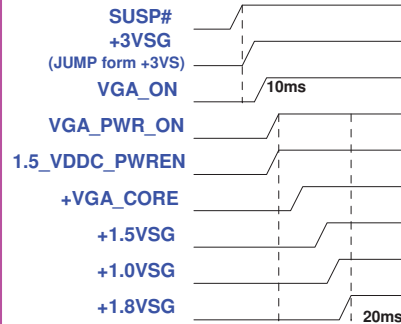 SUSP#
+3VSG
(JUMP form +3VS)
VGA_ON
10ms
VGA_PWR_ON
1.5_VDDC_PWREN
+VGA_CORE
+1.5VSG
+1.0VSG
+1.8VSG
20ms